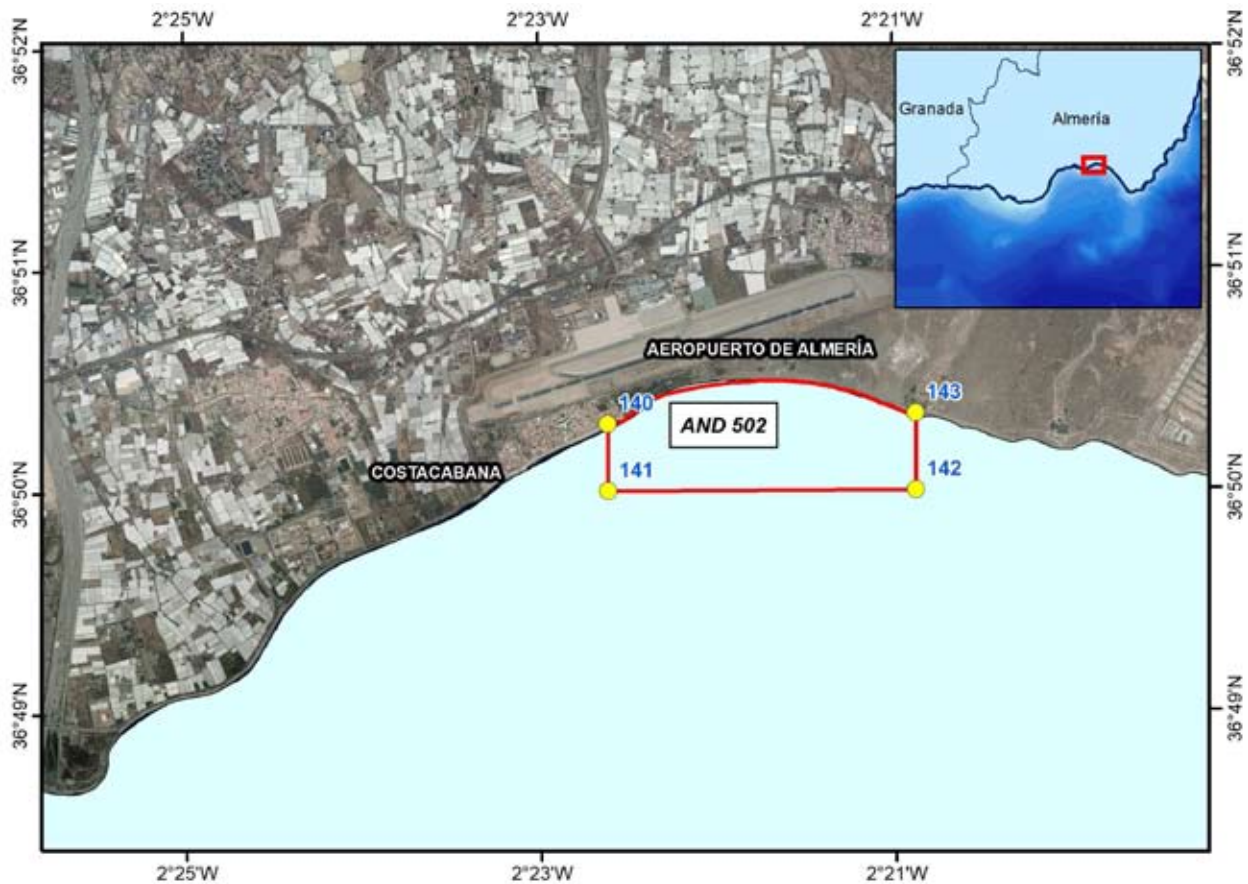 2°25'W
2°23'W
2°21'W
36°52'N
36°52'N
Granada
Almería
36°51'N
36°51'N
AEROPUERTO DE ALMERÍA
140
143
AND 502
COSTACABANA
141
142
36°50'N
36°50'N
36°49'N
36°49'N
2°25'W
2°23'W
2°21'W